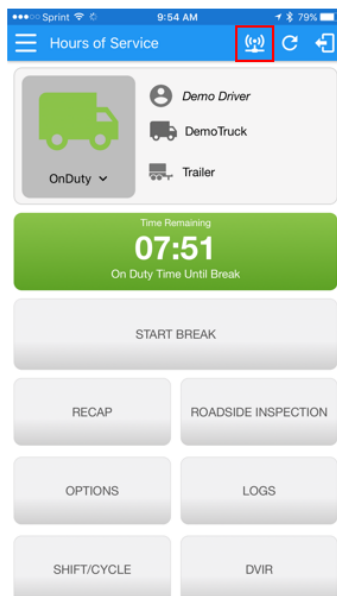 Sprint 9:54 AM 79%
Hours of Service
Demo Driver
DemoTruck
Trailer
OnDuty
Time Remaining
07:51
On Duty Time Until Break
START BREAK
RECAP
ROADSIDE INSPECTION
OPTIONS
LOGS
SHIFT/CYCLE
DVIR